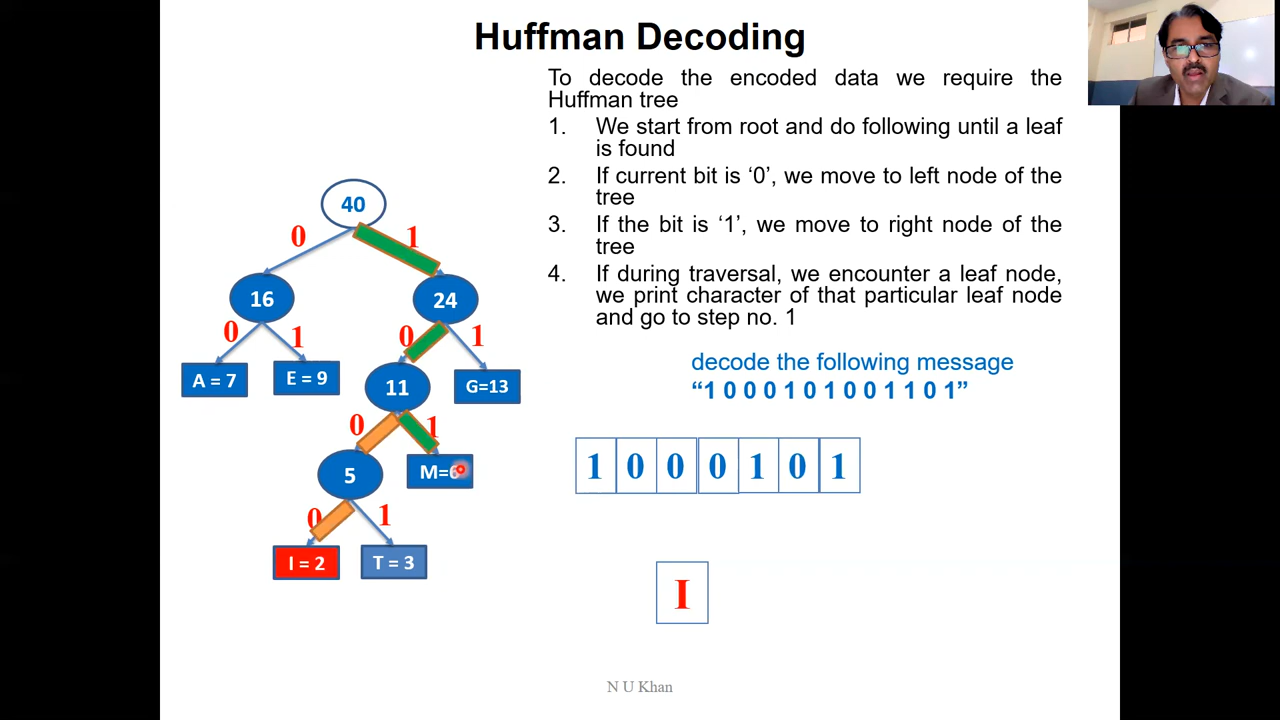 Huffman Decoding
To decode the encoded data we require the
Huffman tree
1. We start from root and do following until a leaf
is found
2. If current bit is ‘0’, we move to left node of the
tree
3. If the bit is ‘1’, we move to right node of the
tree
4. If during traversal, we encounter a leaf node,
we print character of that particular leaf node
and go to step no. 1
decode the following message
“1 0 0 0 1 0 1 0 0 1 1 0 1”
40
0 1
16 24
0 1 0 1
A = 7 E = 9 11 G=13
0 1
5 M=6
0 1
I = 2 T = 3
1 0 0 0 1 0 1
I
N U Khan